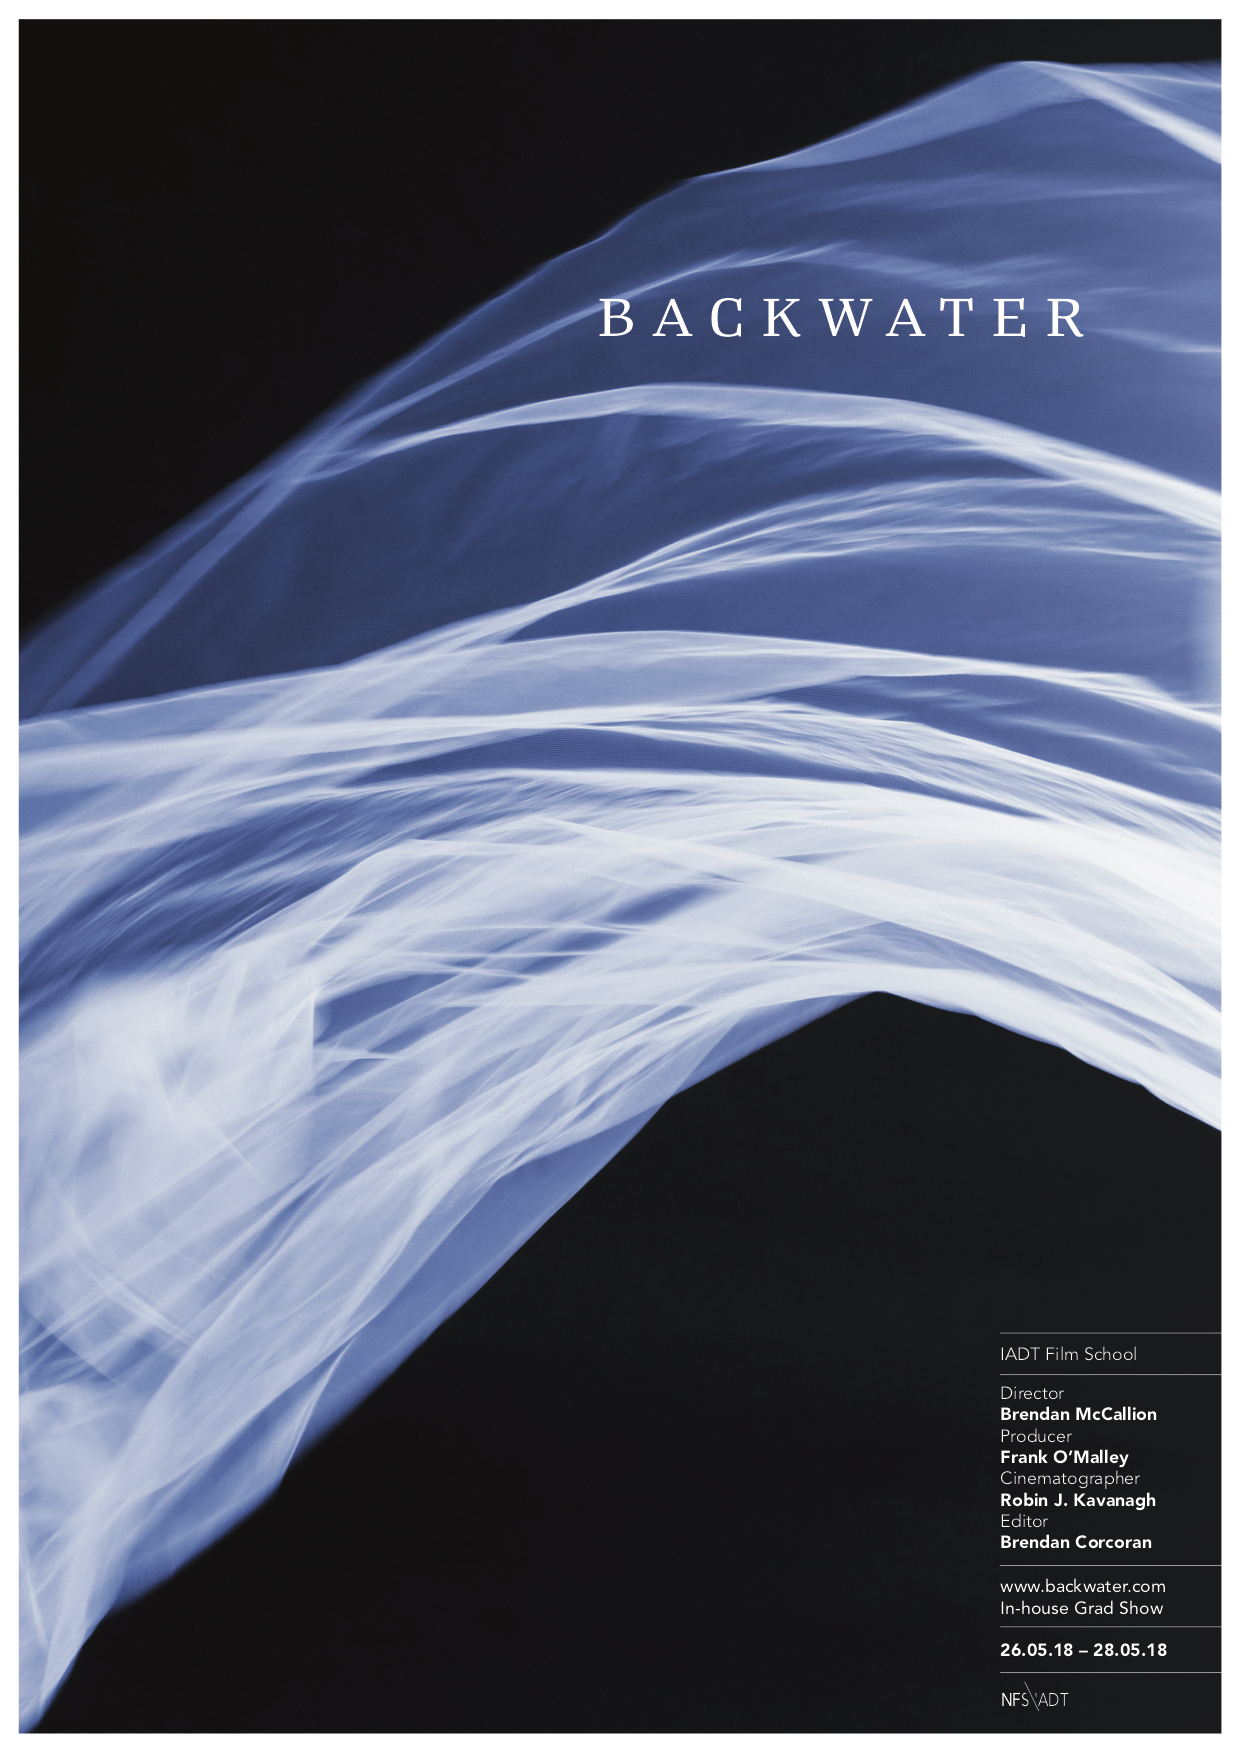 BACKWATER
IADT Film School
Director
Brendan McCallion
Producer
Frank O’Malley
Cinematographer
Robin J. Kavanagh
Editor
Brendan Corcoran
www.backwater.com
In-house Grad Show
26.05.18 – 28.05.18
NFS\IADT